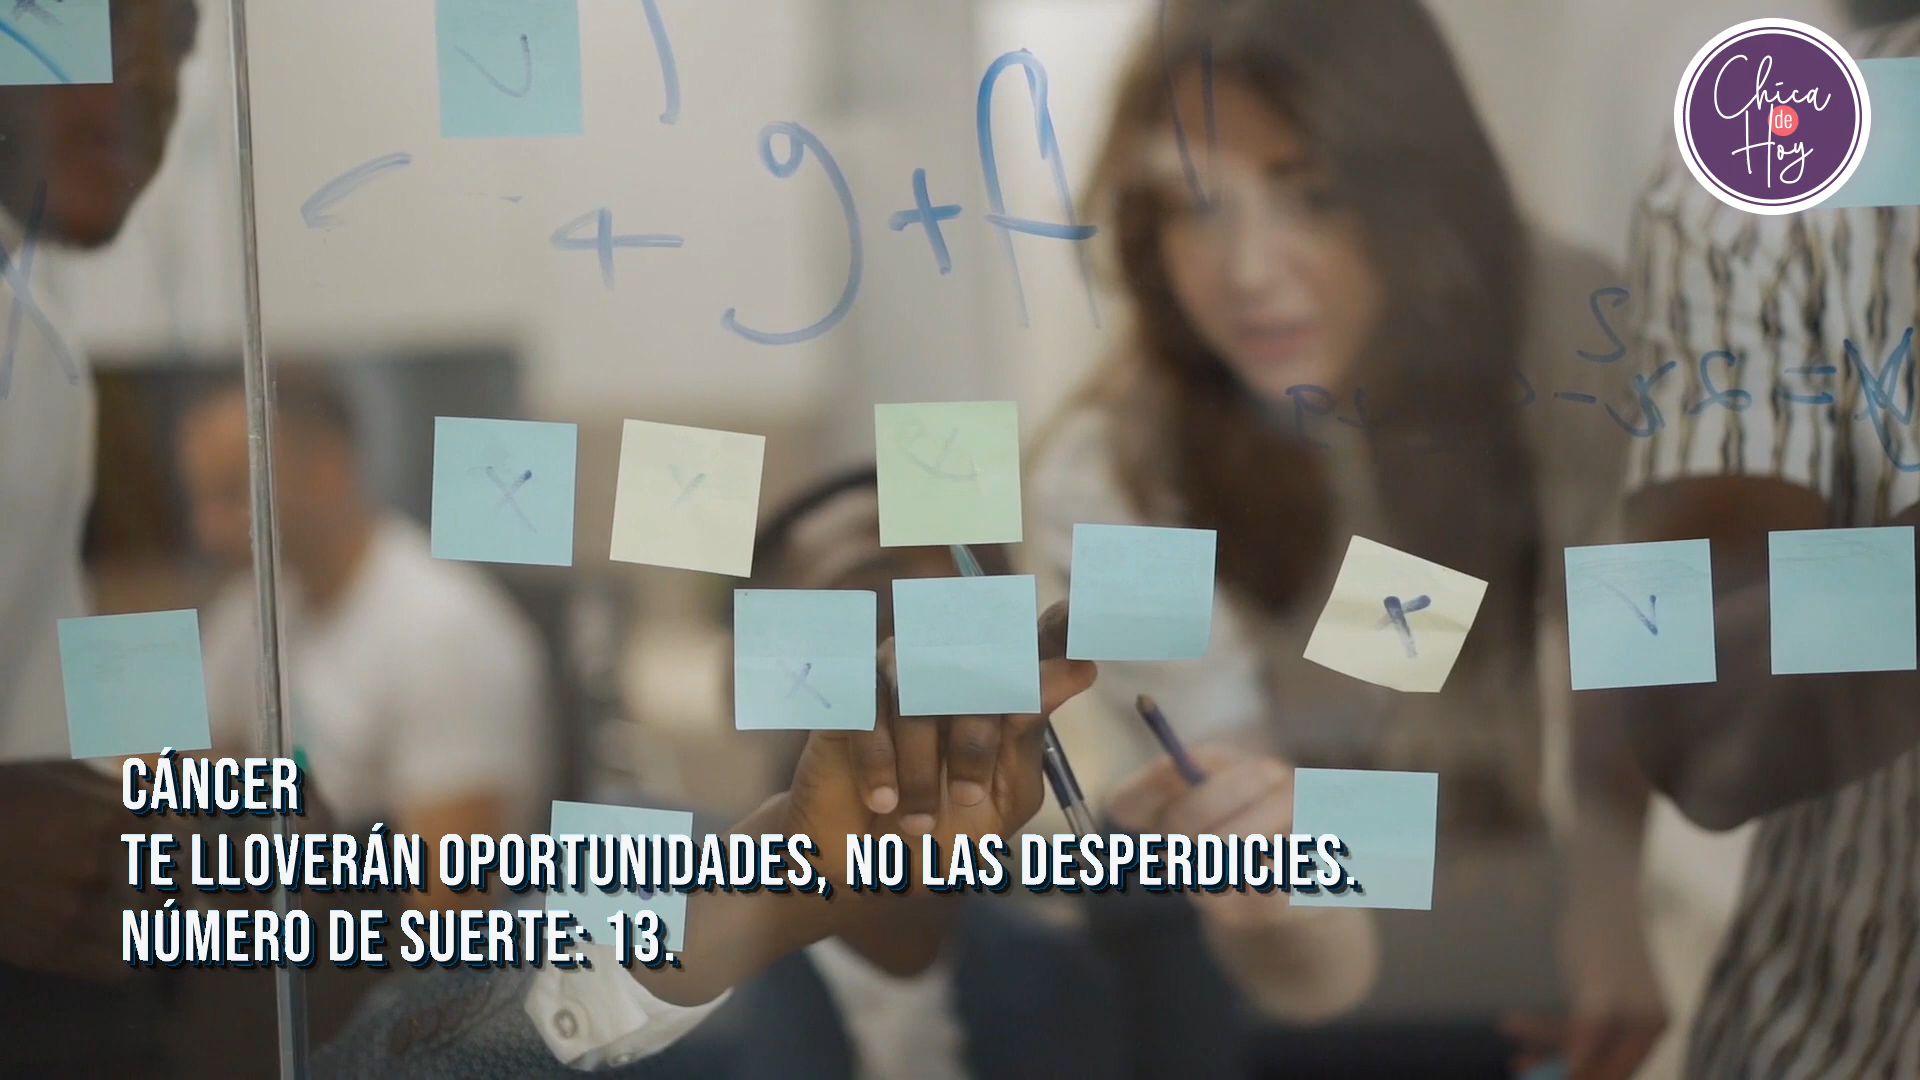 Chica
de
Hoy
g+A
CÁNCER
TE LLOVERÁN OPORTUNIDADES, NO LAS DESPERDICIES.
NÚMERO DE SUERTE: 13.